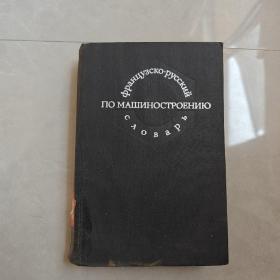 французско-русский
ПО МАШИНОСТРОЕНИЮ
словарь